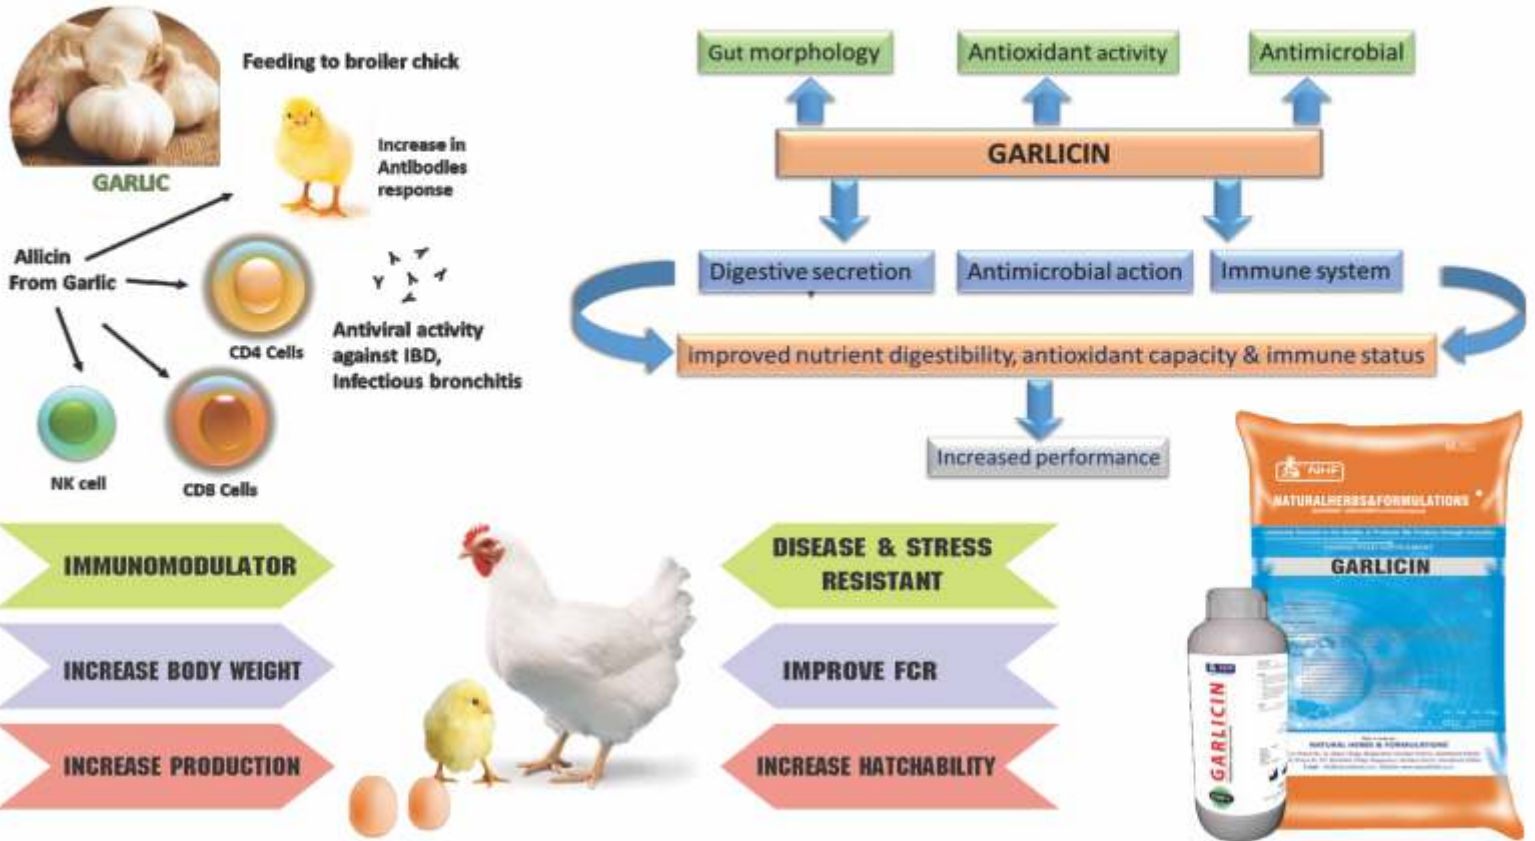 GARLIC
Feeding to broiler chick
Increase in
Antibodies
response
Allicin
From Garlic
CD4 Cells
Antiviral activity
against IBD,
Infectious bronchitis
NK cell
CD8 Cells
Gut morphology
Antioxidant activity
Antimicrobial
GARLICIN
Digestive secretion
Antimicrobial action
Immune system
Improved nutrient digestibility, antioxidant capacity & immune status
Increased performance
IMMUNOMODULATOR
INCREASE BODY WEIGHT
INCREASE PRODUCTION
DISEASE & STRESS
RESISTANT
IMPROVE FCR
INCREASE HATCHABILITY
NHF
NATURALHERBS&FORMULATIONS
GARLICIN
NATURAL HERBS & FORMULATIONS
GARLICIN